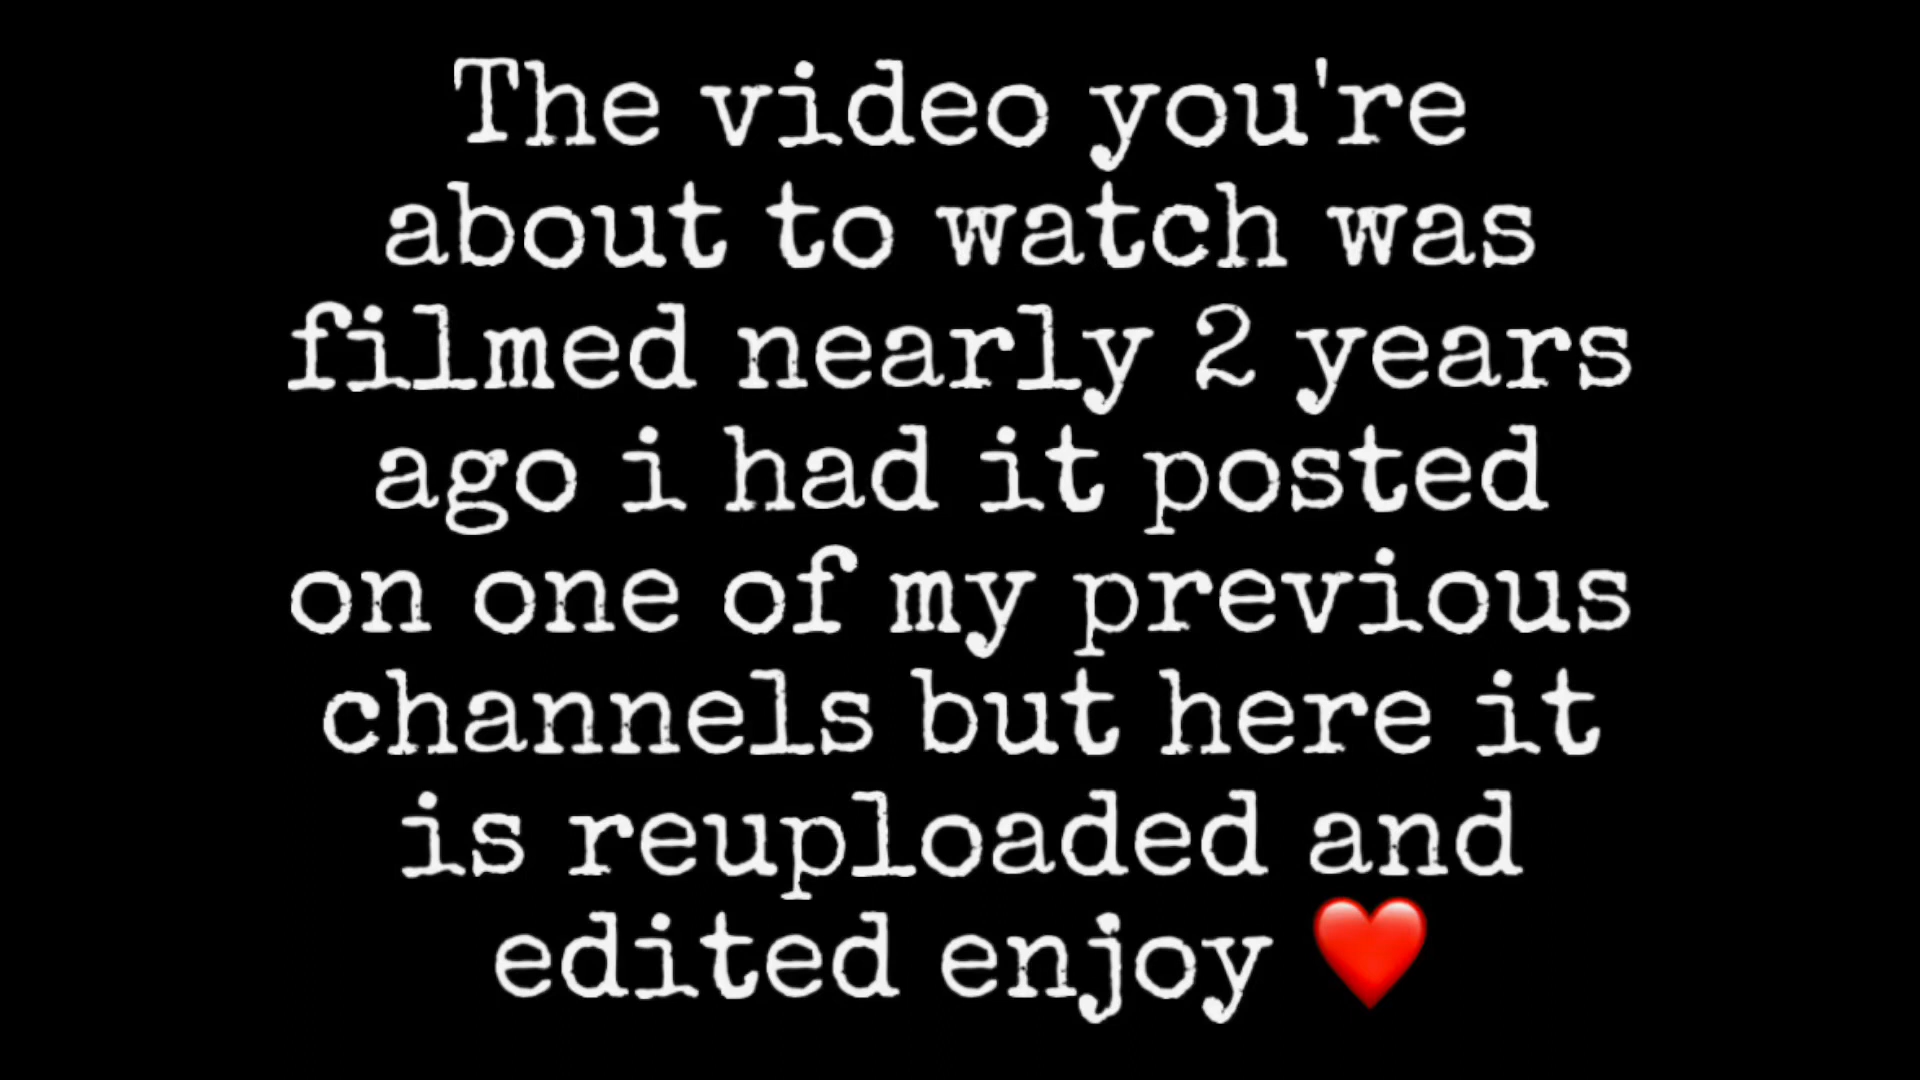 The video you're
about to watch was
filmed nearly 2 years
ago i had it posted
on one of my previous
channels but here it
is reuploaded and
edited enjoy ❤️